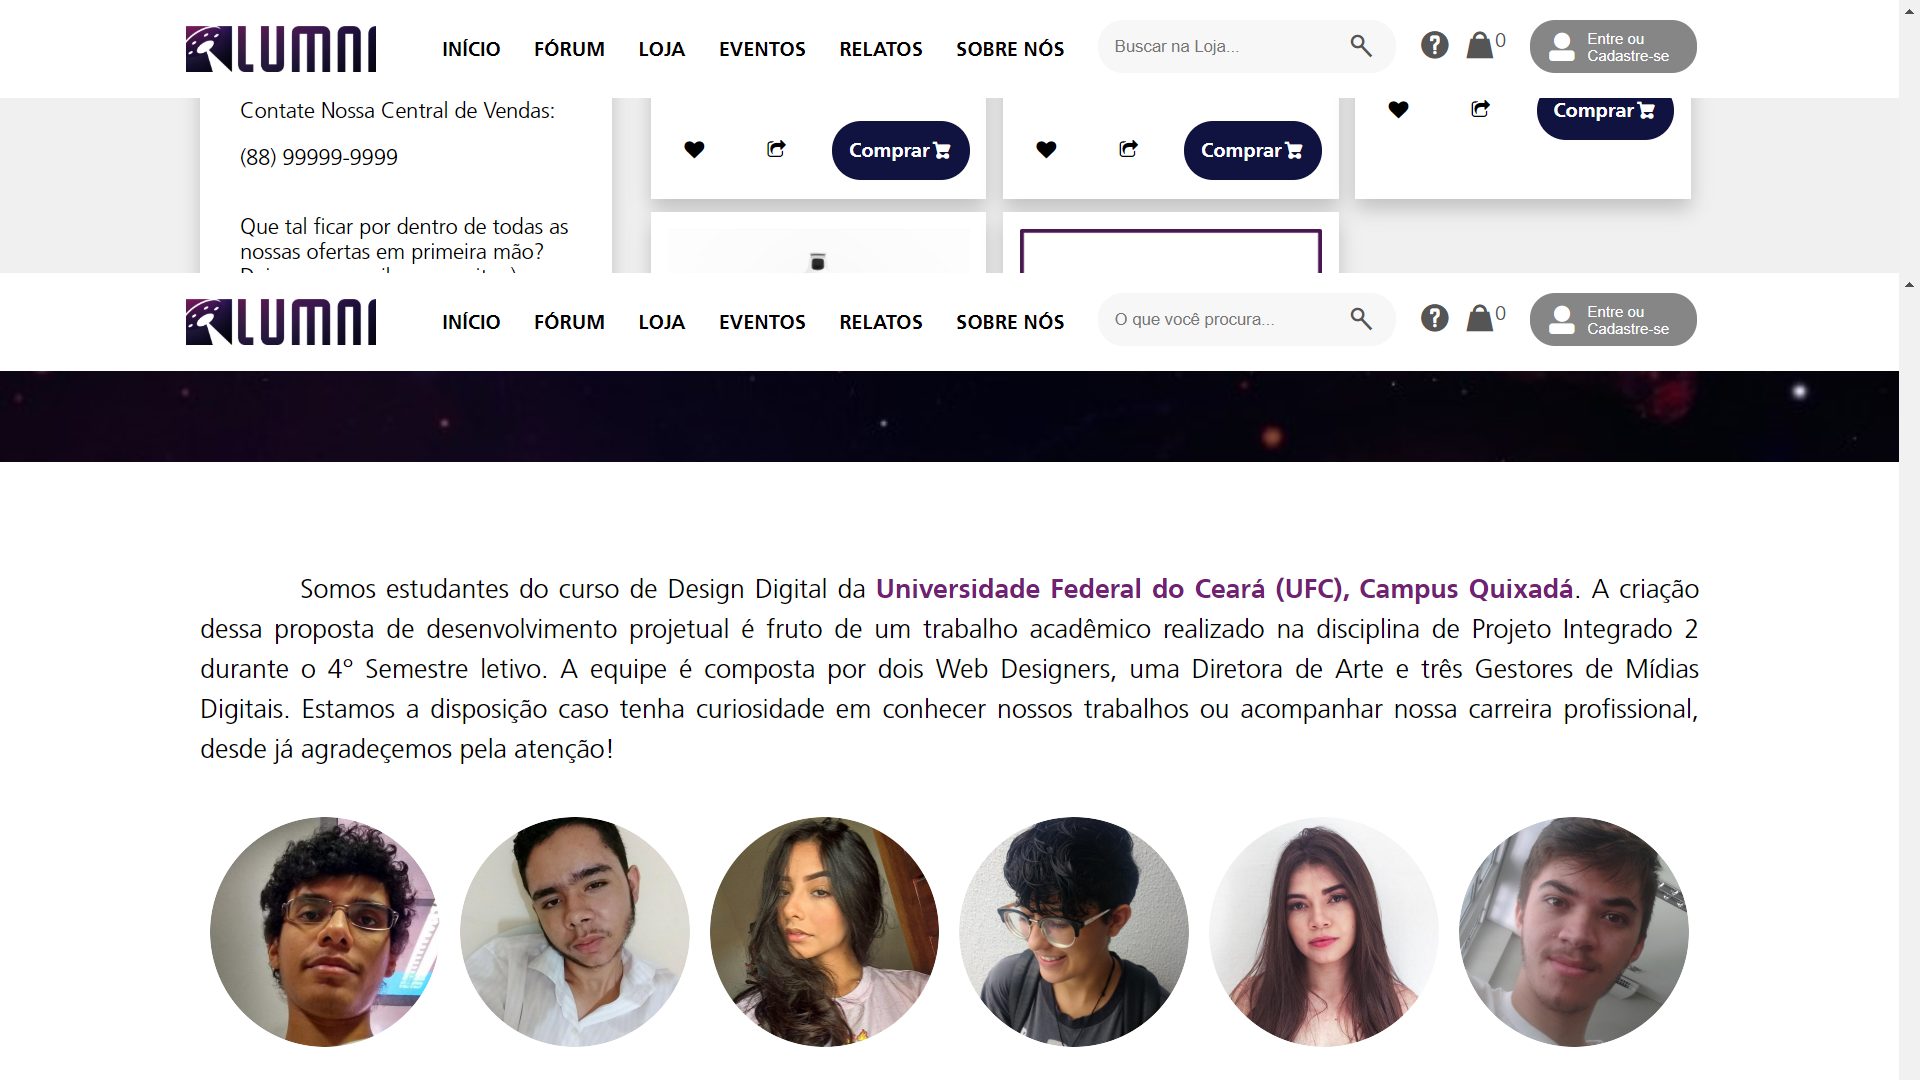 LUMNI
INÍCIO FÓRUM LOJA EVENTOS RELATOS SOBRE NÓS
Buscar na Loja...
0
Entre ou
Cadastre-se
Contate Nossa Central de Vendas:
(88) 99999-9999
Que tal ficar por dentro de todas as
nossas ofertas em primeira mão?
Comprar
Comprar
Comprar
LUMNI
INÍCIO FÓRUM LOJA EVENTOS RELATOS SOBRE NÓS
O que você procura...
0
Entre ou
Cadastre-se
Somos estudantes do curso de Design Digital da Universidade Federal do Ceará (UFC), Campus Quixadá. A criação
dessa proposta de desenvolvimento projetual é fruto de um trabalho acadêmico realizado na disciplina de Projeto Integrado 2
durante o 4º Semestre letivo. A equipe é composta por dois Web Designers, uma Diretora de Arte e três Gestores de Mídias
Digitais. Estamos a disposição caso tenha curiosidade em conhecer nossos trabalhos ou acompanhar nossa carreira profissional,
desde já agradeçemos pela atenção!